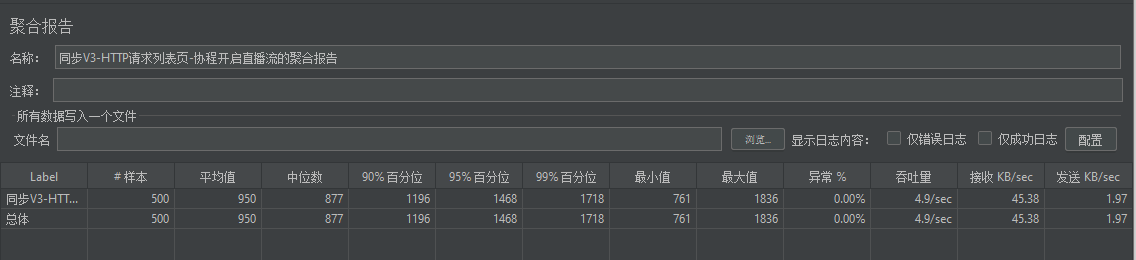 聚合报告
名称： 同步V3-HTTP请求列表页-协程开启直播流的聚合报告
注释：
所有数据写入一个文件
文件名 浏览... 显示日志内容： 仅错误日志 仅成功日志 配置
Label # 样本 平均值 中位数 90% 百分位 95% 百分位 99% 百分位 最小值 最大值 异常 % 吞吐量 接收 KB/sec 发送 KB/sec
同步V3-HTT... 500 950 877 1196 1468 1718 761 1836 0.00% 4.9/sec 45.38 1.97
总体 500 950 877 1196 1468 1718 761 1836 0.00% 4.9/sec 45.38 1.97